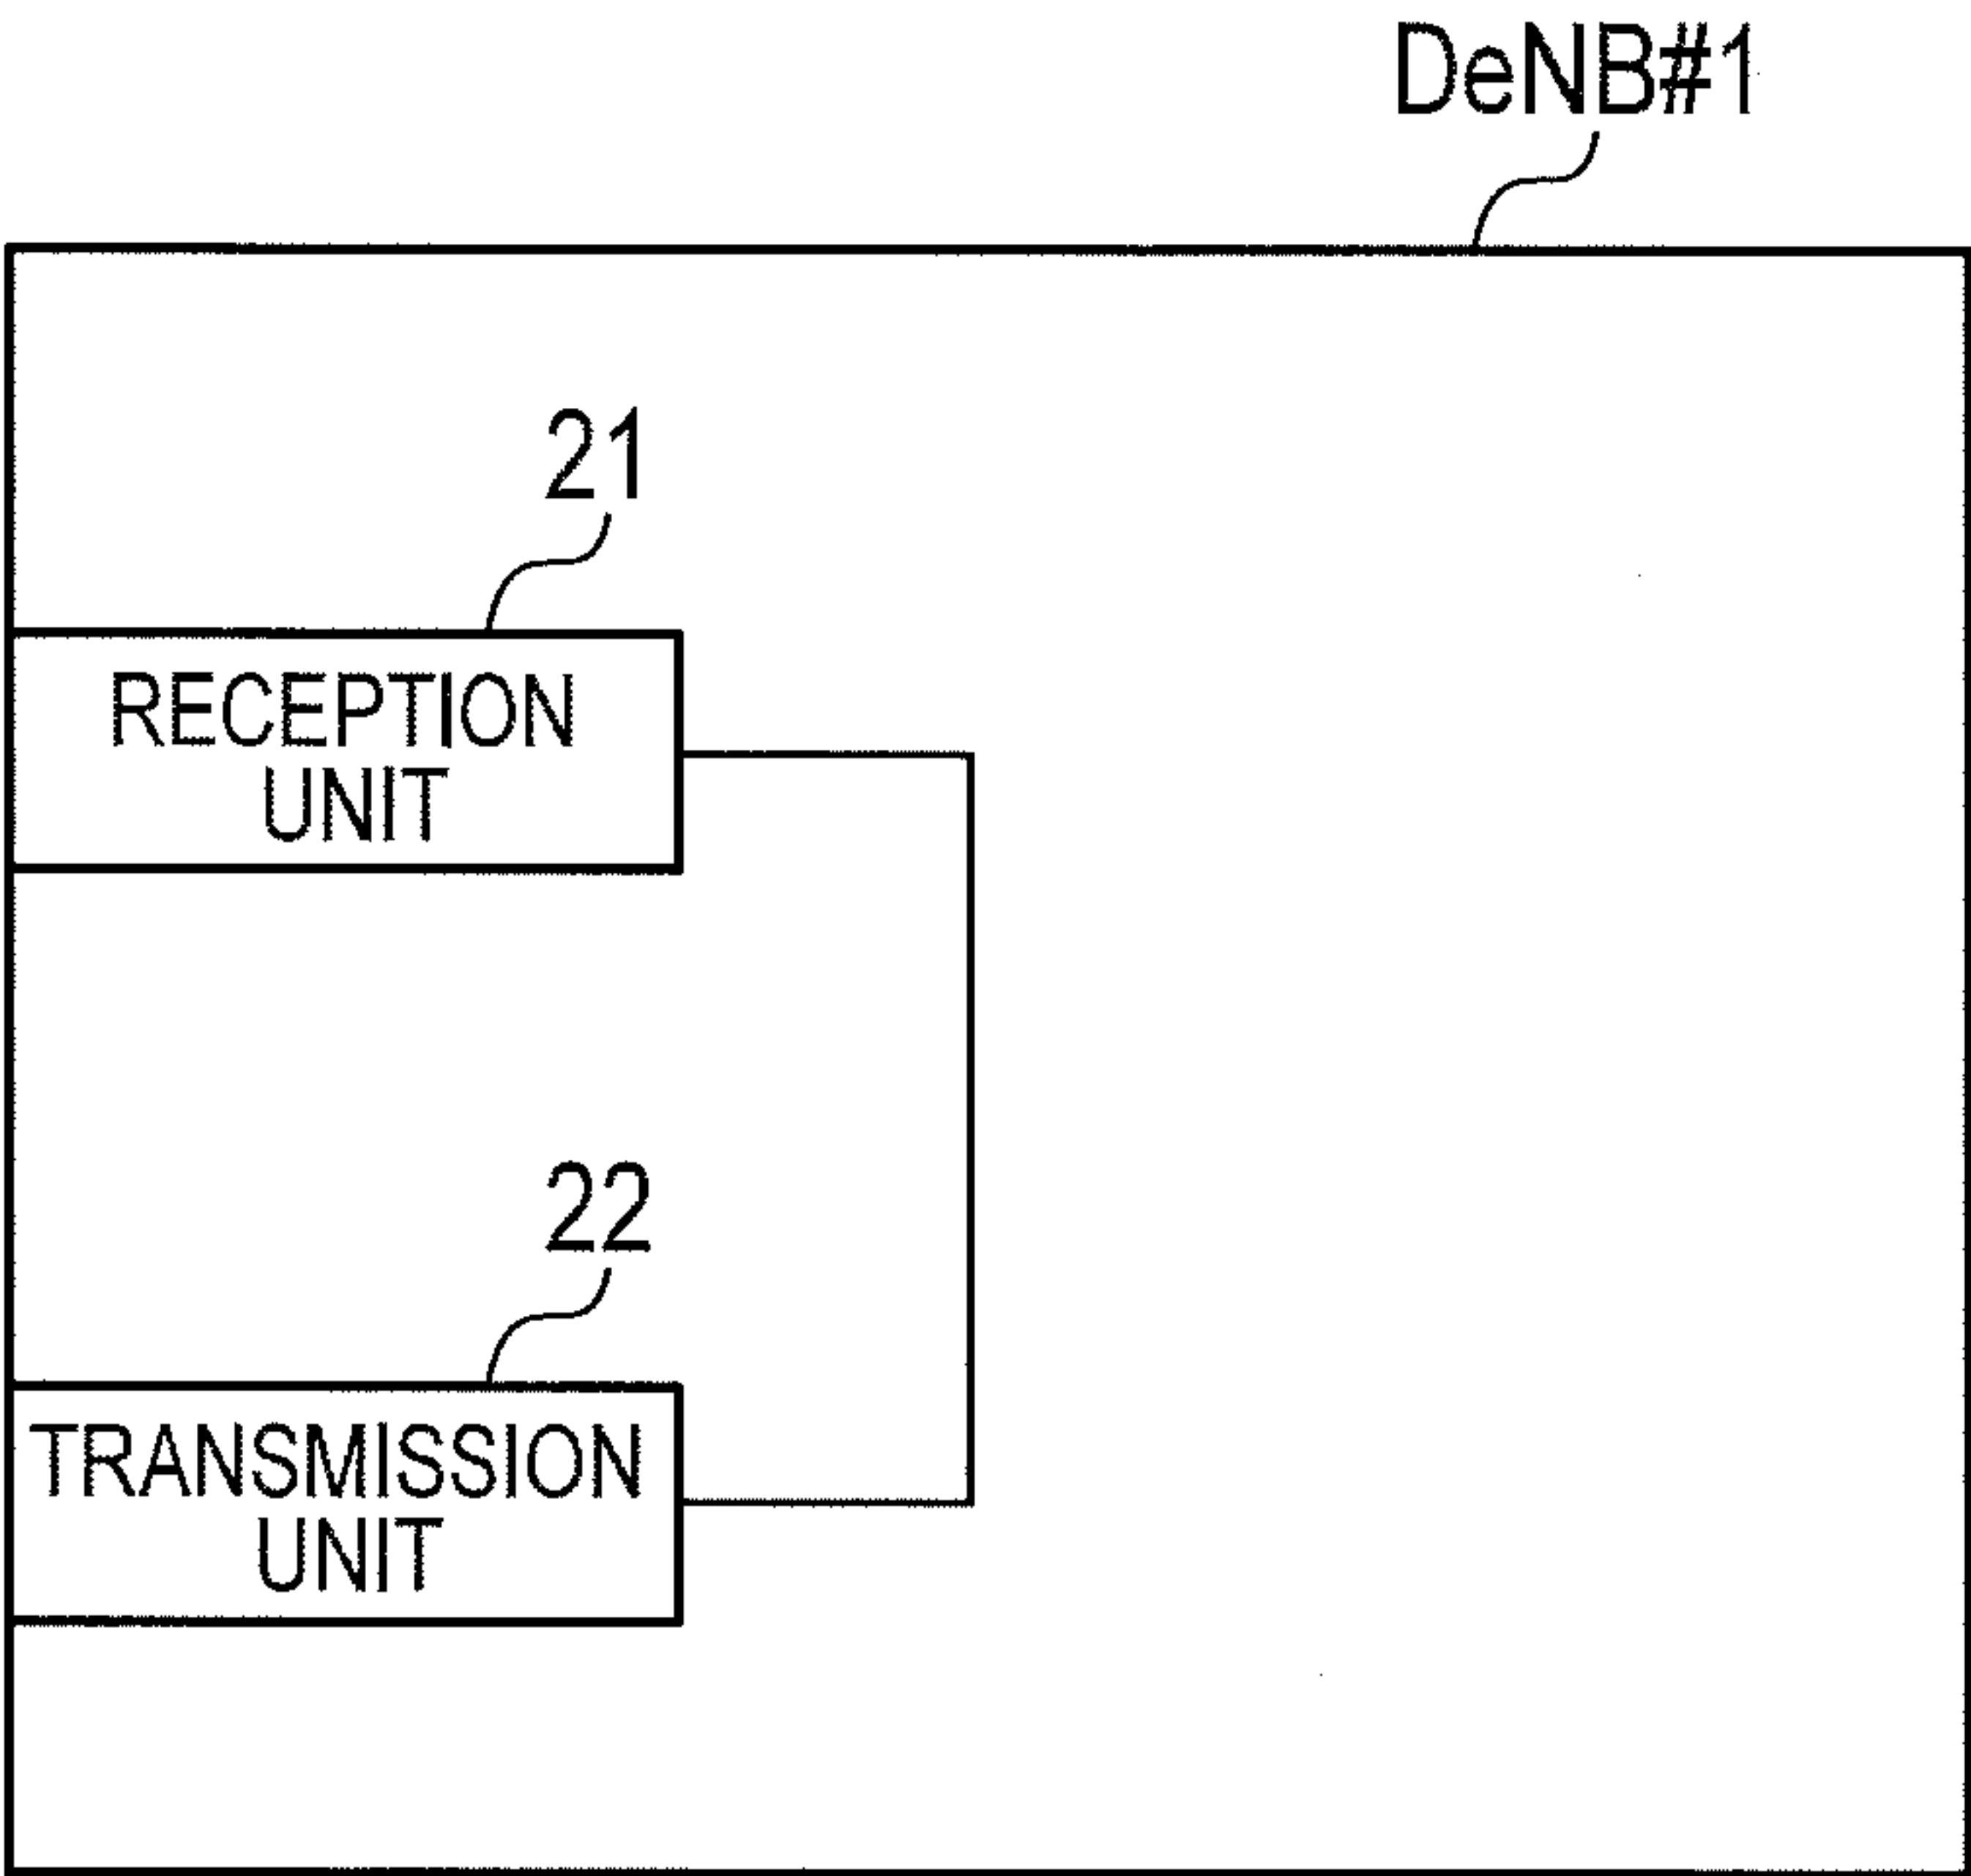 DeNB#1
21
RECEPTION
UNIT
22
TRANSMISSION
UNIT